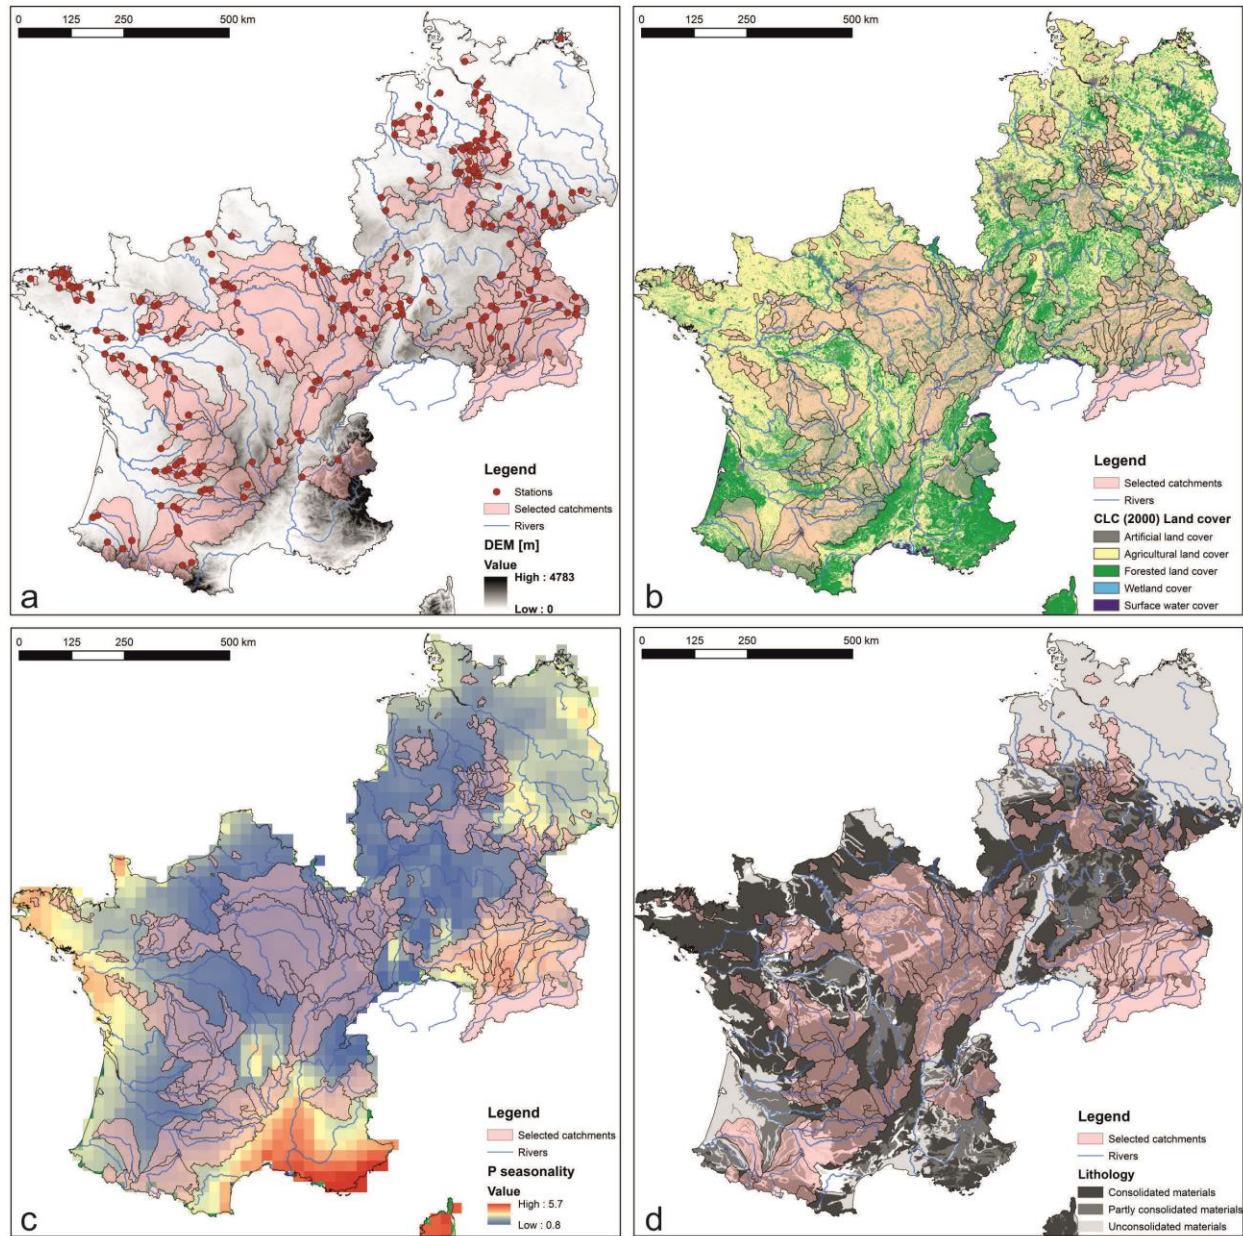 0 125 250 500 km
Legend
Stations
Selected catchments
Rivers
DEM [m]
Value
High : 4783
Low : 0
a
0 125 250 500 km
Legend
Selected catchments
Rivers
CLC (2000) Land cover
Artificial land cover
Agricultural land cover
Forested land cover
Wetland cover
Surface water cover
b
0 125 250 500 km
Legend
Selected catchments
Rivers
P seasonality
Value
High : 5.7
Low : 0.8
c
0 125 250 500 km
Legend
Selected catchments
Rivers
Lithology
Consolidated materials
Partly consolidated materials
Unconsolidated materials
d